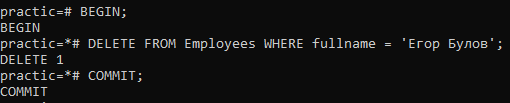 practic=# BEGIN;
BEGIN
practic=*# DELETE FROM Employees WHERE fullname = 'Егор Булов';
DELETE 1
practic=*# COMMIT;
COMMIT